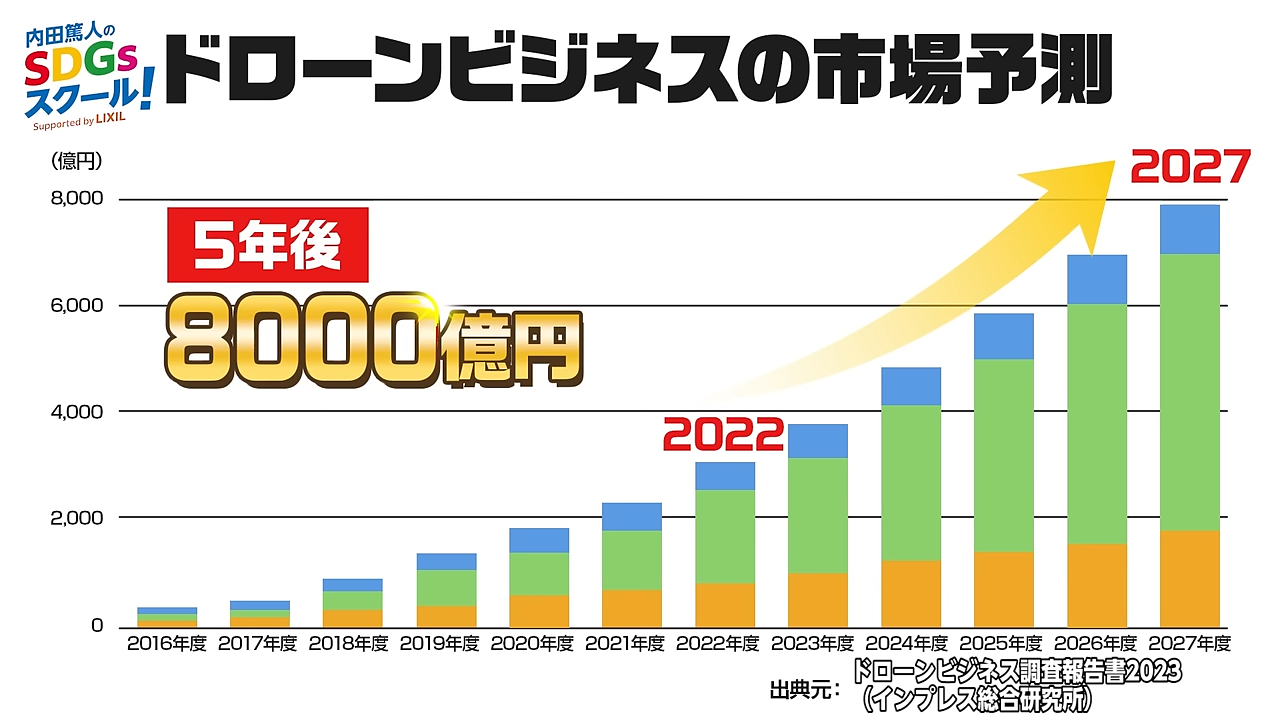 内田篤人の
SDGs
スクール!
Supported by LIXIL
ドローンビジネスの市場予測
(億円)
8,000
6,000
4,000
2,000
0
5年後
8000億円
2022
2027
2016年度 2017年度 2018年度 2019年度 2020年度 2021年度 2022年度 2023年度 2024年度 2025年度 2026年度 2027年度
出典元：ドローンビジネス調査報告書2023
(インプレス総合研究所)